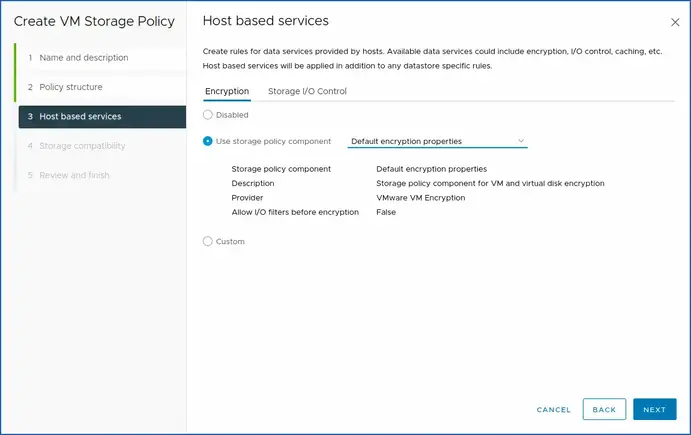 Create VM Storage Policy
1 Name and description
2 Policy structure
3 Host based services
4 Storage compatibility
5 Review and finish
Host based services
Create rules for data services provided by hosts. Available data services could include encryption, I/O control, caching, etc.
Host based services will be applied in addition to any datastore specific rules.
Encryption Storage I/O Control
Disabled
Use storage policy component Default encryption properties
Storage policy component Default encryption properties
Description Storage policy component for VM and virtual disk encryption
Provider VMware VM Encryption
Allow I/O filters before encryption False
Custom
CANCEL BACK NEXT